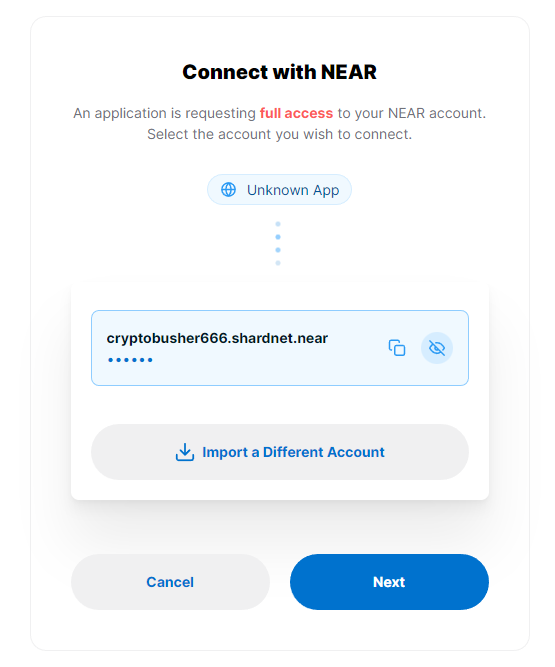 Connect with NEAR
An application is requesting full access to your NEAR account.
Select the account you wish to connect.
Unknown App
cryptobusher666.shardnet.near
••••••
Import a Different Account
Cancel
Next